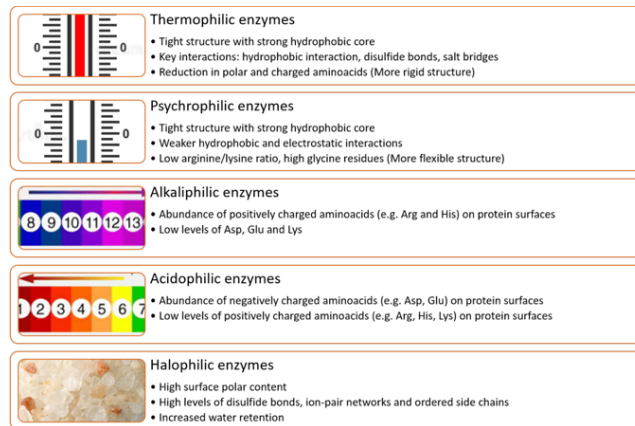 Thermophilic enzymes
0 0
• Tight structure with strong hydrophobic core
• Key interactions: hydrophobic interaction, disulfide bonds, salt bridges
• Reduction in polar and charged aminoacids (More rigid structure)
Psychrophilic enzymes
0 0
• Tight structure with strong hydrophobic core
• Weaker hydrophobic and electrostatic interactions
• Low arginine/lysine ratio, high glycine residues (More flexible structure)
Alkaliphilic enzymes
8 9 10 11 12 13
• Abundance of positively charged aminoacids (e.g. Arg and His) on protein surfaces
• Low levels of Asp, Glu and Lys
Acidophilic enzymes
1 2 3 4 5 6 7
• Abundance of negatively charged aminoacids (e.g. Asp, Glu) on protein surfaces
• Low levels of positively charged aminoacids (e.g. Arg, His, Lys) on protein surfaces
Halophilic enzymes
• High surface polar content
• High levels of disulfide bonds, ion-pair networks and ordered side chains
• Increased water retention